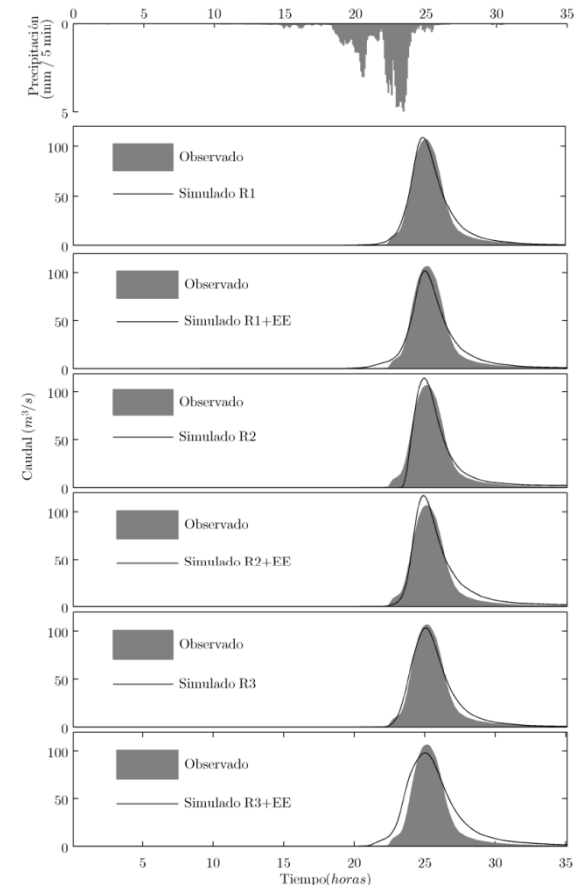 0 5 10 15 20 25 30 35
Precipitación
(mm / 5 min)
0
5
100
50
0
Observado
Simulado R1
100
50
0
Observado
Simulado R1+EE
100
50
0
Observado
Simulado R2
100
50
0
Observado
Simulado R2+EE
100
50
0
Observado
Simulado R3
100
50
0
Observado
Simulado R3+EE
Caudal (m³/s)
5 10 15 20 25 30 35
Tiempo(horas)